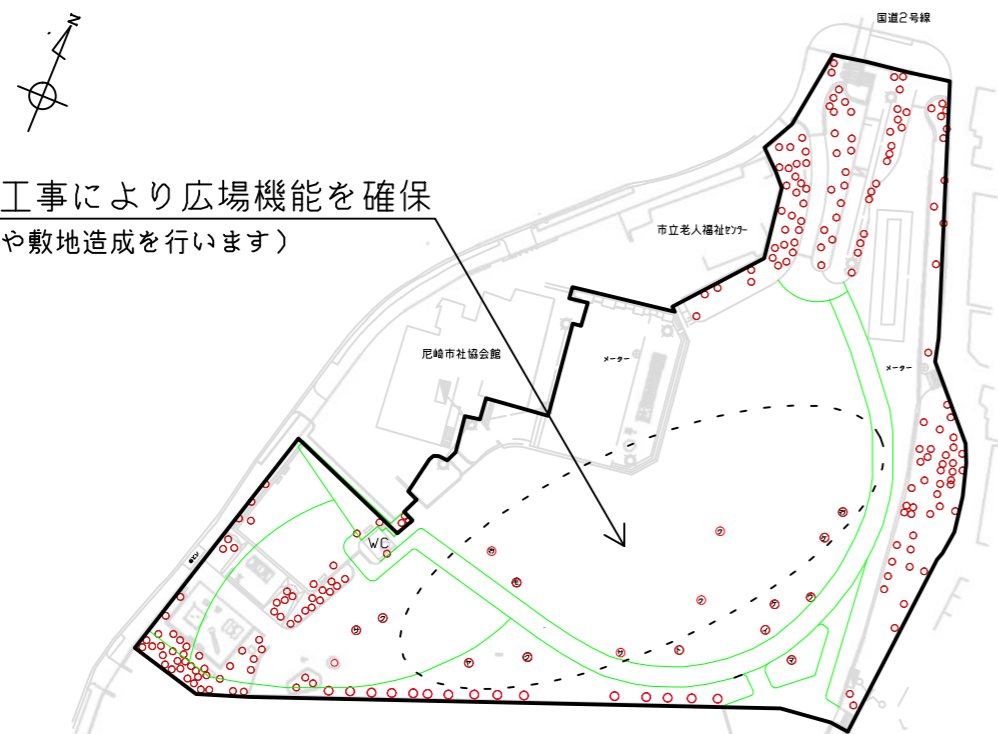 国道2号線
N
工事により広場機能を確保
や敷地造成を行います）
市立老人福祉センター
尼崎市社協会館
メーター
メーター
WC